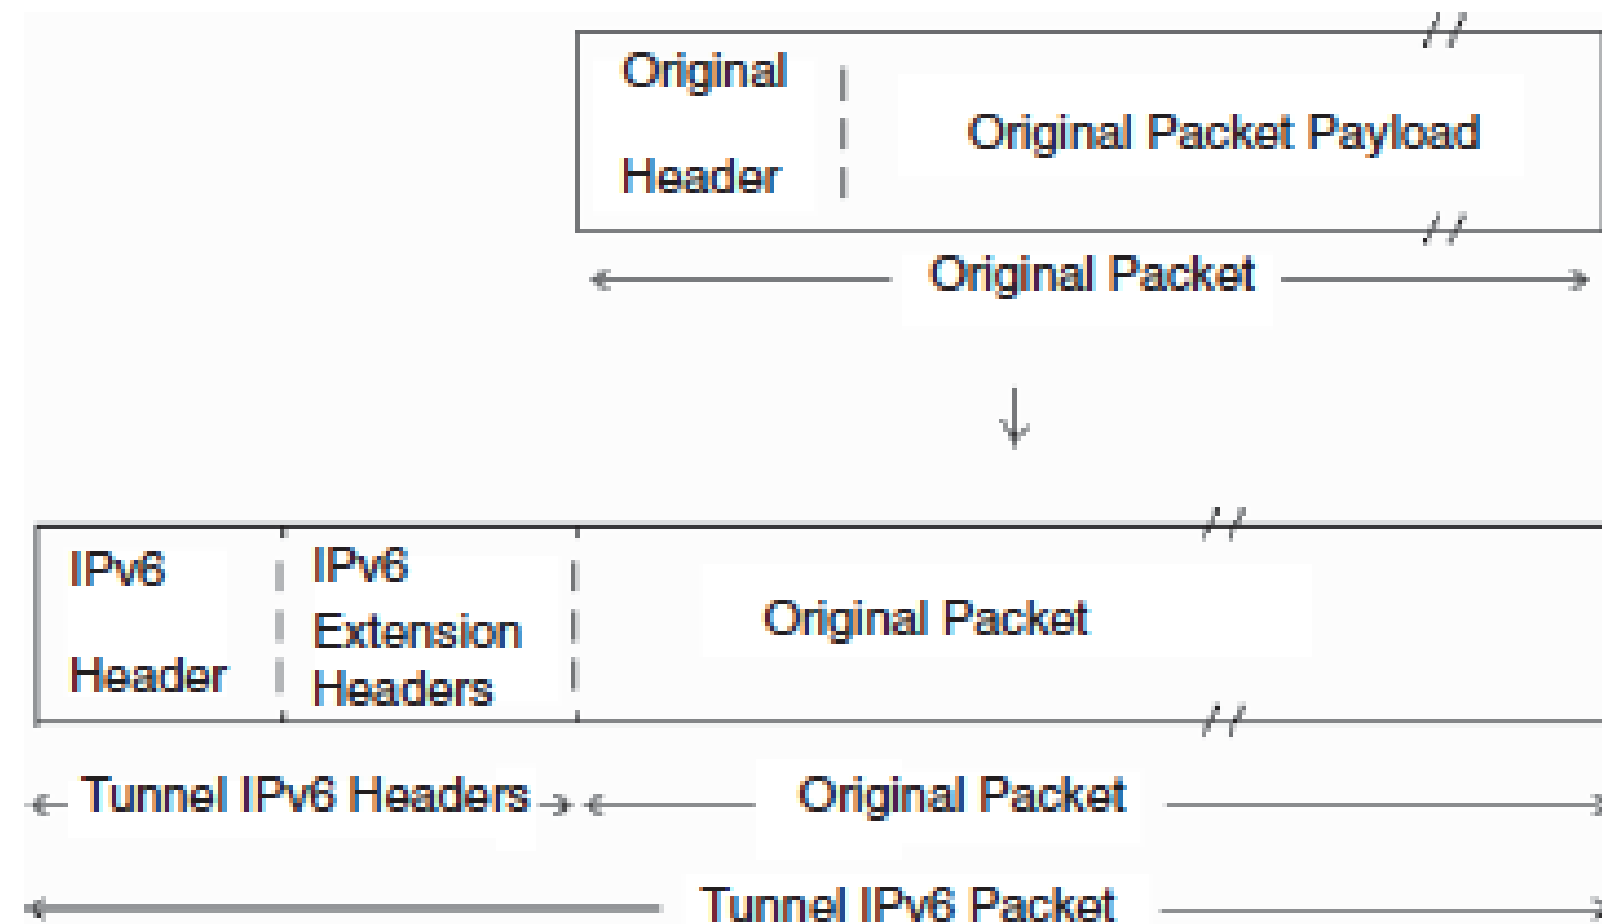 Original
Header
Original Packet Payload
Original Packet
IPv6
Header
IPv6
Extension
Headers
Original Packet
Tunnel IPv6 Headers
Original Packet
Tunnel IPv6 Packet